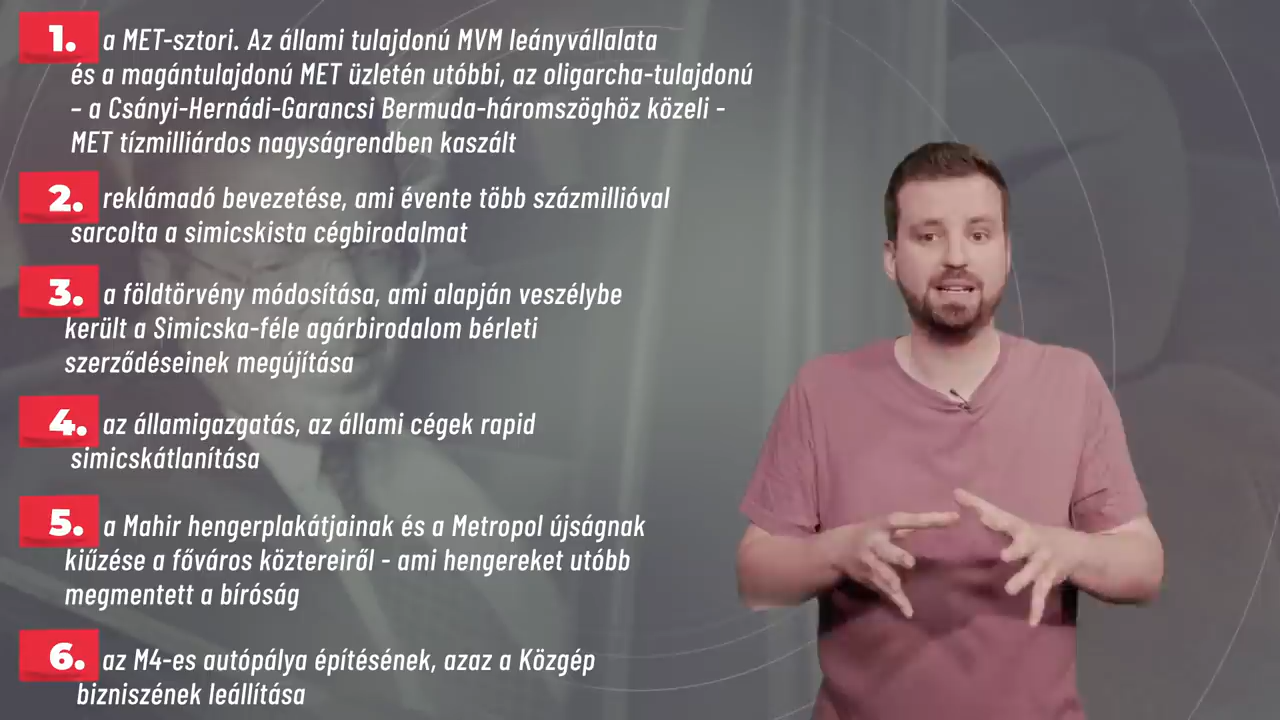 1. a MET-sztori. Az állami tulajdonú MVM leányvállalata
és a magántulajdonú MET üzletén utóbbi, az oligarcha-tulajdonú
– a Csányi-Hernádi-Garancsi Bermuda-háromszöghöz közeli -
MET tízmilliárdos nagyságrendben kaszált
2. reklámadó bevezetése, ami évente több százmillióval
sarcolta a simicskista cégbirodalmat
3. a földtörvény módosítása, ami alapján veszélybe
került a Simicska-féle agárbirodalom bérleti
szerződéseinek megújítása
4. az államigazgatás, az állami cégek rapid
simicskátlanítása
5. a Mahir hengerplakátjainak és a Metropol újságnak
kiűzése a főváros köztereiről - ami hengereket utóbb
megmentett a bíróság
6. az M4-es autópálya építésének, azaz a Közgép
bizniszének leállítása